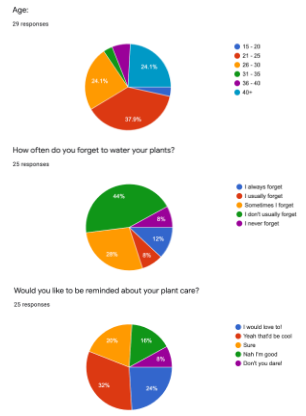 Age:
29 responses
15 - 20
21 - 25
26 - 30
31 - 35
36 - 40
40+
24.1%
24.1%
37.9%
How often do you forget to water your plants?
25 responses
I always forget
I usually forget
Sometimes I forget
I don't usually forget
I never forget
44%
8%
12%
8%
28%
Would you like to be reminded about your plant care?
25 responses
I would love to!
Yeah that'd be cool
Sure
Nah I'm good
Don't you dare!
20%
16%
8%
32%
24%